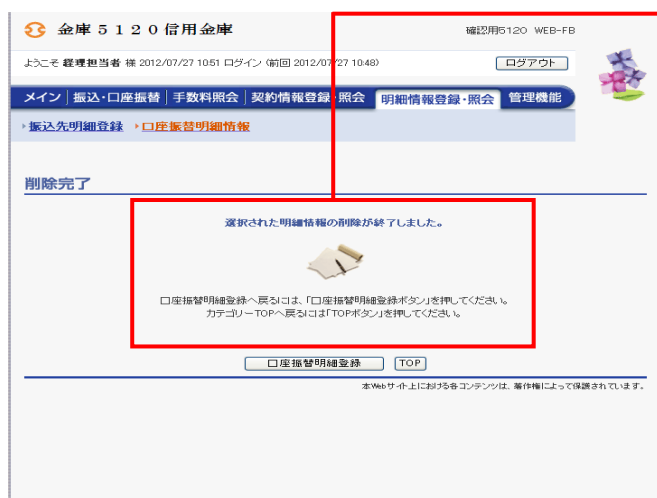 金庫５１２０信用金庫
確認用5120 WEB-FB
ようこそ 経理担当者 様 2012/07/27 10:51 ログイン (前回 2012/07/27 10:48)
ログアウト
メイン 振込・口座振替 手数料照会 契約情報登録・照会 明細情報登録・照会 管理機能
振込先明細登録 口座振替明細情報
削除完了
選択された明細情報の削除が終了しました。
口座振替明細登録へ戻るには、「口座振替明細登録ボタン」を押してください。
カテゴリーTOPへ戻るには「TOPボタン」を押してください。
口座振替明細登録 TOP
本Webサイト上における各コンテンツは、著作権によって保護されています。